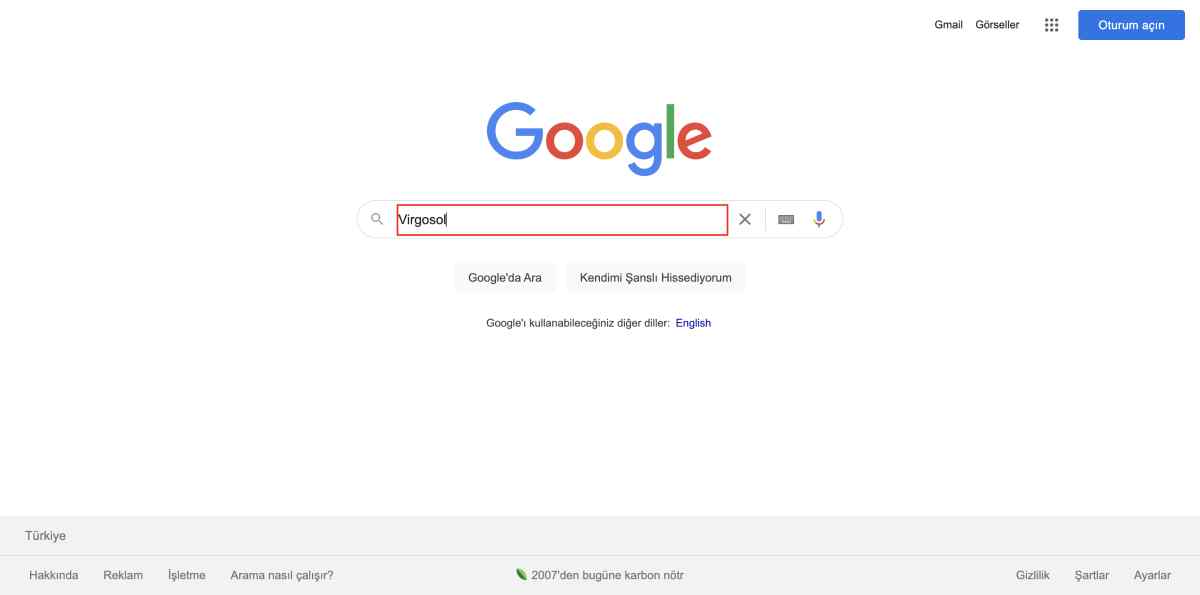 Gmail Görseller Oturum açın
Google
Virgosol
Google'da Ara Kendimi Şanslı Hissediyorum
Google'ı kullanabileceğiniz diğer diller: English
Türkiye
Hakkında Reklam İşletme Arama nasıl çalışır? 2007'den bugüne karbon nötr Gizlilik Şartlar Ayarlar